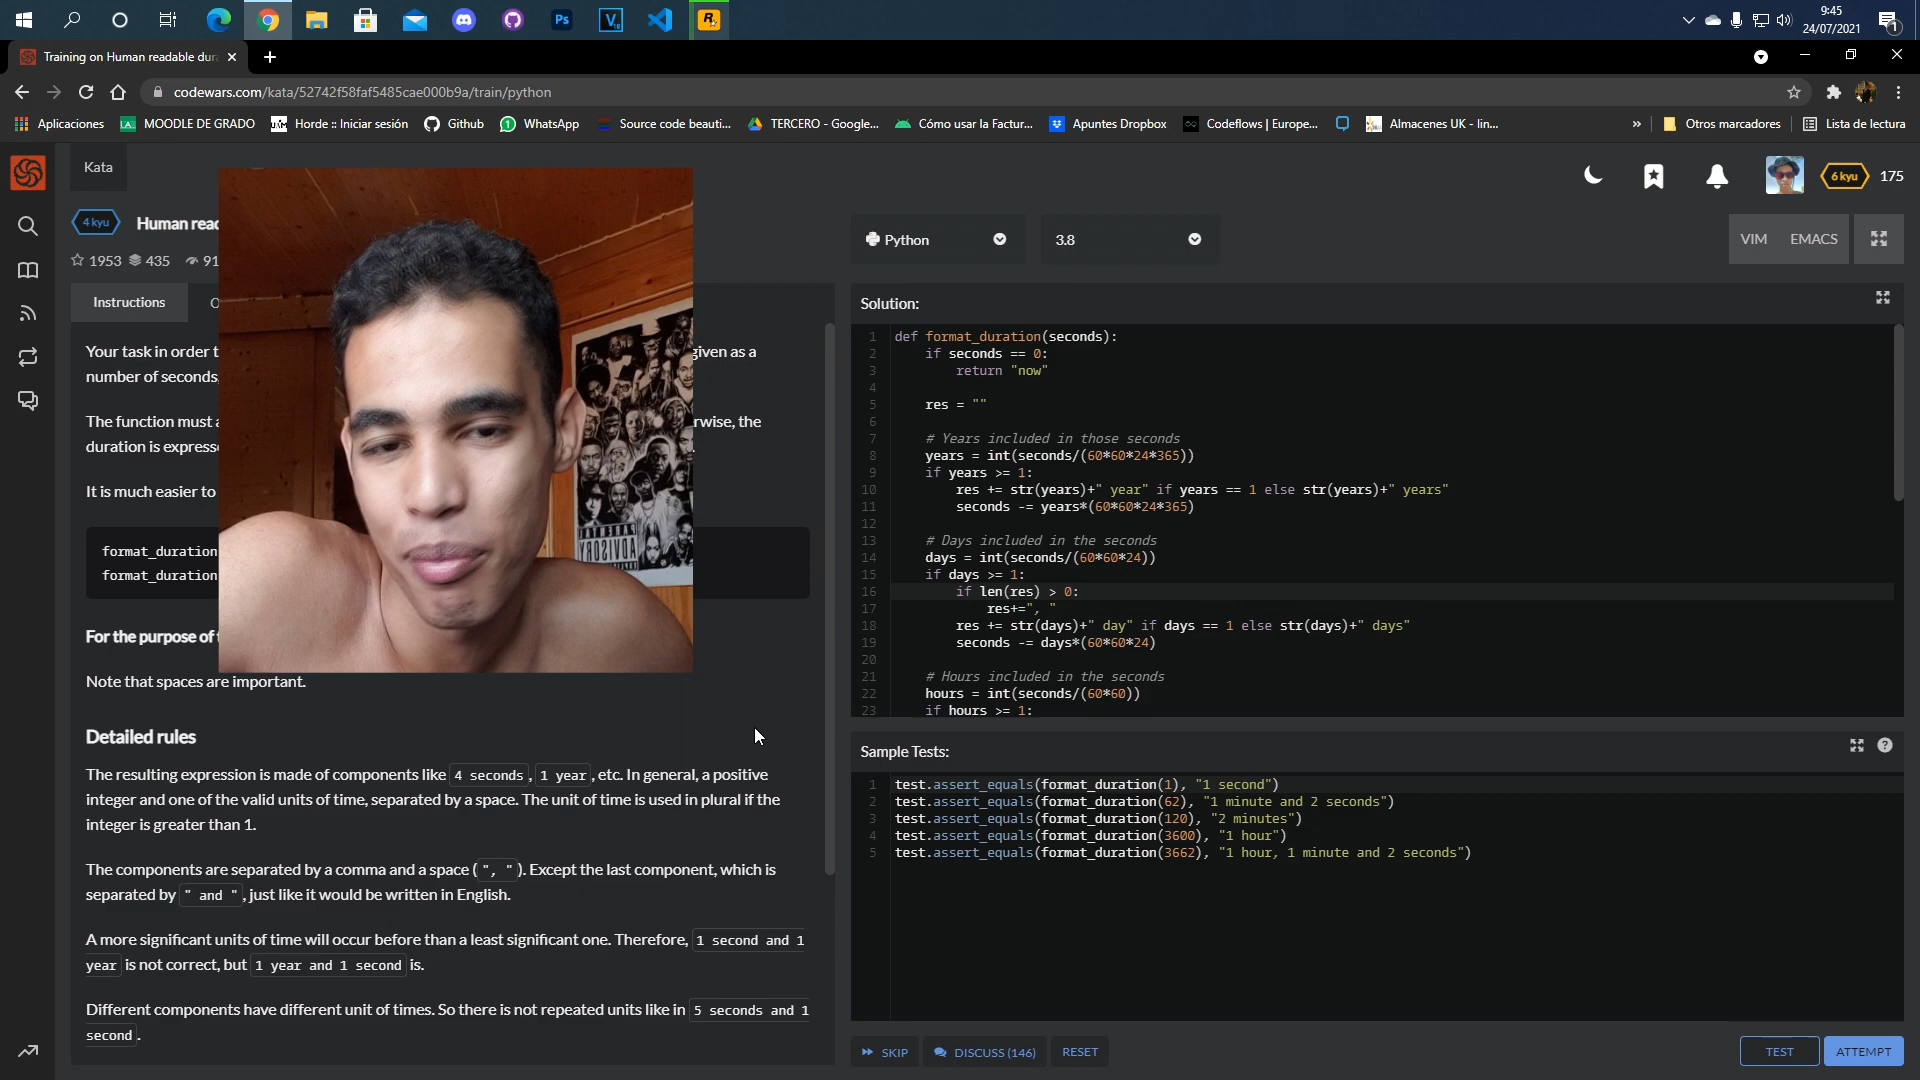 9:45
24/07/2021
1
Training on Human readable dur
codewars.com/kata/52742f58faf5485cae000b9a/train/python
Aplicaciones MOODLE DE GRADO Horde :: Iniciar sesión Github WhatsApp Source code beauti... TERCERO - Google... Cómo usar la Factur... Apuntes Dropbox Codeflows | Europe... Almacenes UK - lin... » Otros marcadores Lista de lectura
Kata
6 kyu 175
4 kyu Human read
1953 435 91
Python 3.8 VIM EMACS
Instructions
Your task in order t given as a
number of seconds.
The function must a rwise, the
duration is expresse
It is much easier to
format_duration
format_duration
For the purpose of t
Note that spaces are important.
PARENTAL
ADVISORY
Detailed rules
The resulting expression is made of components like 4 seconds, 1 year, etc. In general, a positive
integer and one of the valid units of time, separated by a space. The unit of time is used in plural if the
integer is greater than 1.
The components are separated by a comma and a space (", "). Except the last component, which is
separated by " and ", just like it would be written in English.
A more significant units of time will occur before than a least significant one. Therefore, 1 second and 1
year is not correct, but 1 year and 1 second is.
Different components have different unit of times. So there is not repeated units like in 5 seconds and 1
second.
Solution:
1 def format_duration(seconds):
2 if seconds == 0:
3 return "now"
4
5 res = ""
6
7 # Years included in those seconds
8 years = int(seconds/(60*60*24*365))
9 if years >= 1:
10 res += str(years)+" year" if years == 1 else str(years)+" years"
11 seconds -= years*(60*60*24*365)
12
13 # Days included in the seconds
14 days = int(seconds/(60*60*24))
15 if days >= 1:
16 if len(res) > 0:
17 res+=", "
18 res += str(days)+" day" if days == 1 else str(days)+" days"
19 seconds -= days*(60*60*24)
20
21 # Hours included in the seconds
22 hours = int(seconds/(60*60))
23 if hours >= 1:
Sample Tests:
1 test.assert_equals(format_duration(1), "1 second")
2 test.assert_equals(format_duration(62), "1 minute and 2 seconds")
3 test.assert_equals(format_duration(120), "2 minutes")
4 test.assert_equals(format_duration(3600), "1 hour")
5 test.assert_equals(format_duration(3662), "1 hour, 1 minute and 2 seconds")
SKIP DISCUSS (146) RESET TEST ATTEMPT